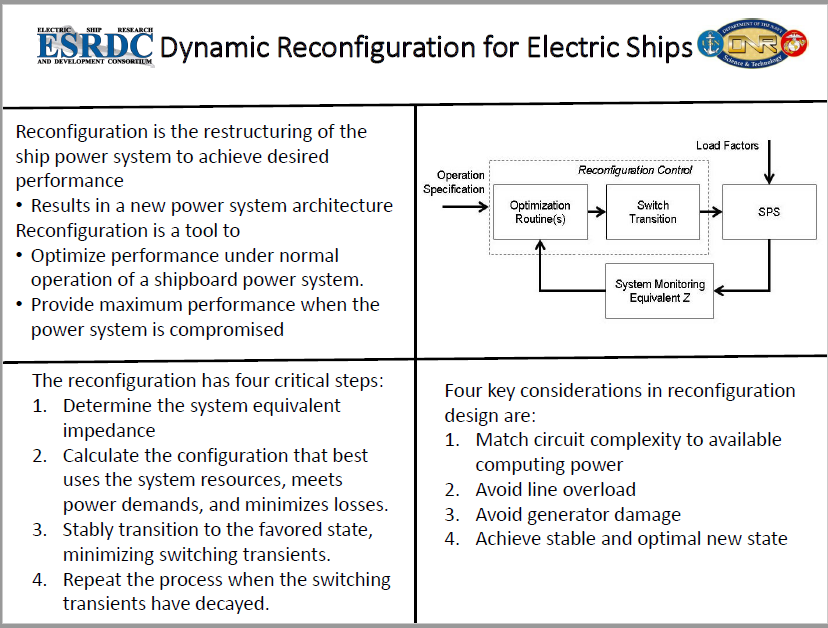 ELECTRIC SHIP RESEARCH
ESRDC
AND DEVELOPMENT CONSORTIUM
Dynamic Reconfiguration for Electric Ships
DEPARTMENT OF THE NAVY
ONR
Science & Technology
Reconfiguration is the restructuring of the
ship power system to achieve desired
performance
• Results in a new power system architecture
Reconfiguration is a tool to
• Optimize performance under normal
operation of a shipboard power system.
• Provide maximum performance when the
power system is compromised
Load Factors
Operation
Specification
Reconfiguration Control
Optimization
Routine(s)
Switch
Transition
SPS
System Monitoring
Equivalent Z
The reconfiguration has four critical steps:
1. Determine the system equivalent
impedance
2. Calculate the configuration that best
uses the system resources, meets
power demands, and minimizes losses.
3. Stably transition to the favored state,
minimizing switching transients.
4. Repeat the process when the switching
transients have decayed.
Four key considerations in reconfiguration
design are:
1. Match circuit complexity to available
computing power
2. Avoid line overload
3. Avoid generator damage
4. Achieve stable and optimal new state